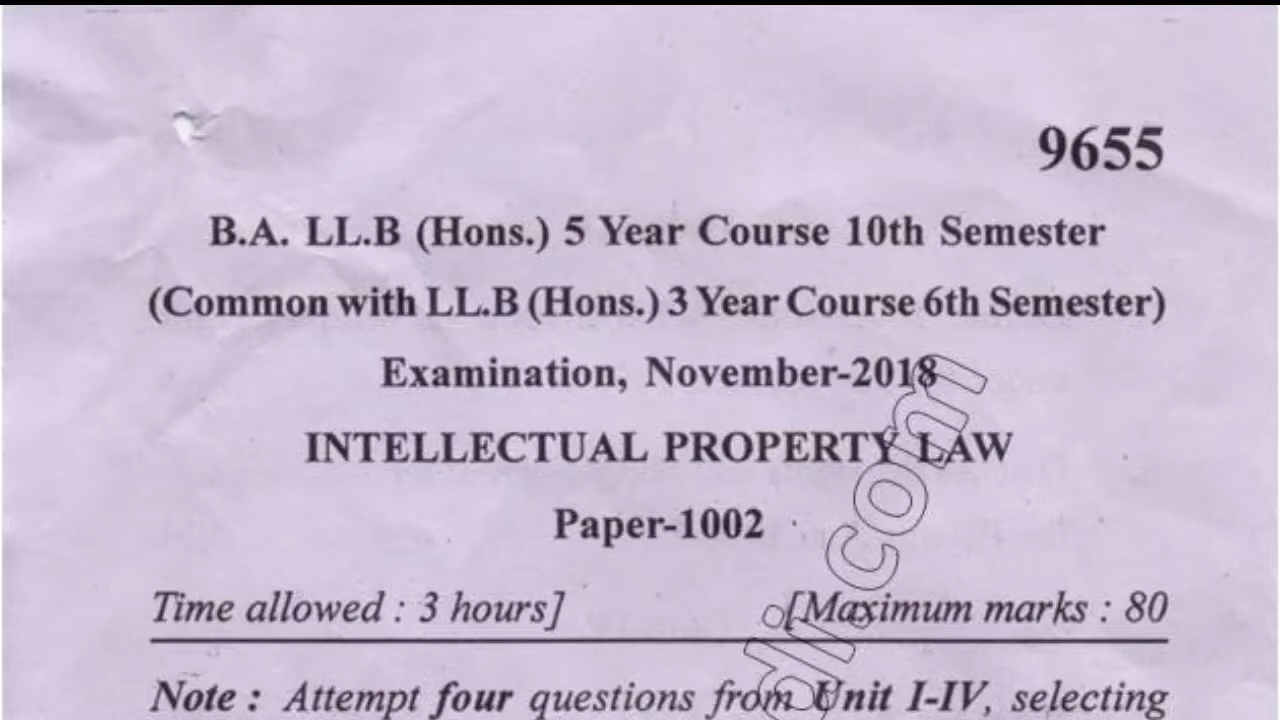 9655
B.A. LL.B (Hons.) 5 Year Course 10th Semester
(Common with LL.B (Hons.) 3 Year Course 6th Semester)
Examination, November-2018
INTELLECTUAL PROPERTY LAW
Paper-1002
Time allowed : 3 hours] [Maximum marks : 80
Note : Attempt four questions from Unit I-IV, selecting
di.com